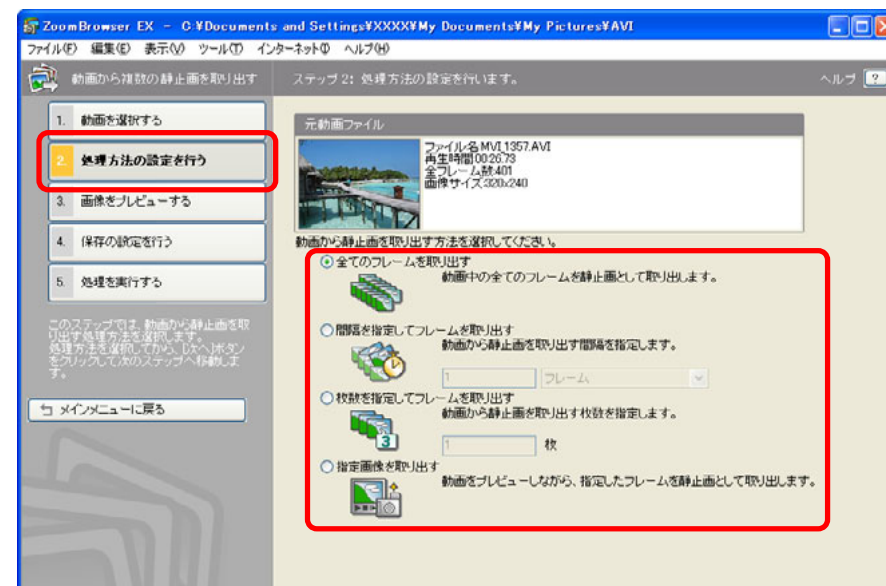 ZoomBrowser EX - C:¥Documents and Settings¥XXXX¥My Documents¥My Pictures¥AVI
ファイル(F) 編集(E) 表示(V) ツール(T) インターネット(I) ヘルプ(H)
動画から複数の静止画を取り出す
ステップ 2: 処理方法の設定を行います。
ヘルプ ?
1. 動画を選択する
2. 処理方法の設定を行う
3. 画像をプレビューする
4. 保存の設定を行う
5. 処理を実行する
このステップでは、動画から静止画を取
り出す処理方法を選択します。
処理方法を選択してから、[次へ]ボタン
をクリックして次のステップへ移動しま
す。
メインメニューに戻る
元動画ファイル
ファイル名:MVI_1357.AVI
再生時間:00:26.73
全フレーム数:401
画像サイズ:320x240
動画から静止画を取り出す方法を選択してください。
全てのフレームを取り出す
動画中の全てのフレームを静止画として取り出します。
間隔を指定してフレームを取り出す
動画から静止画を取り出す間隔を指定します。
1 フレーム
枚数を指定してフレームを取り出す
動画から静止画を取り出す枚数を指定します。
3
1 枚
指定画像を取り出す
動画をプレビューしながら、指定したフレームを静止画として取り出します。